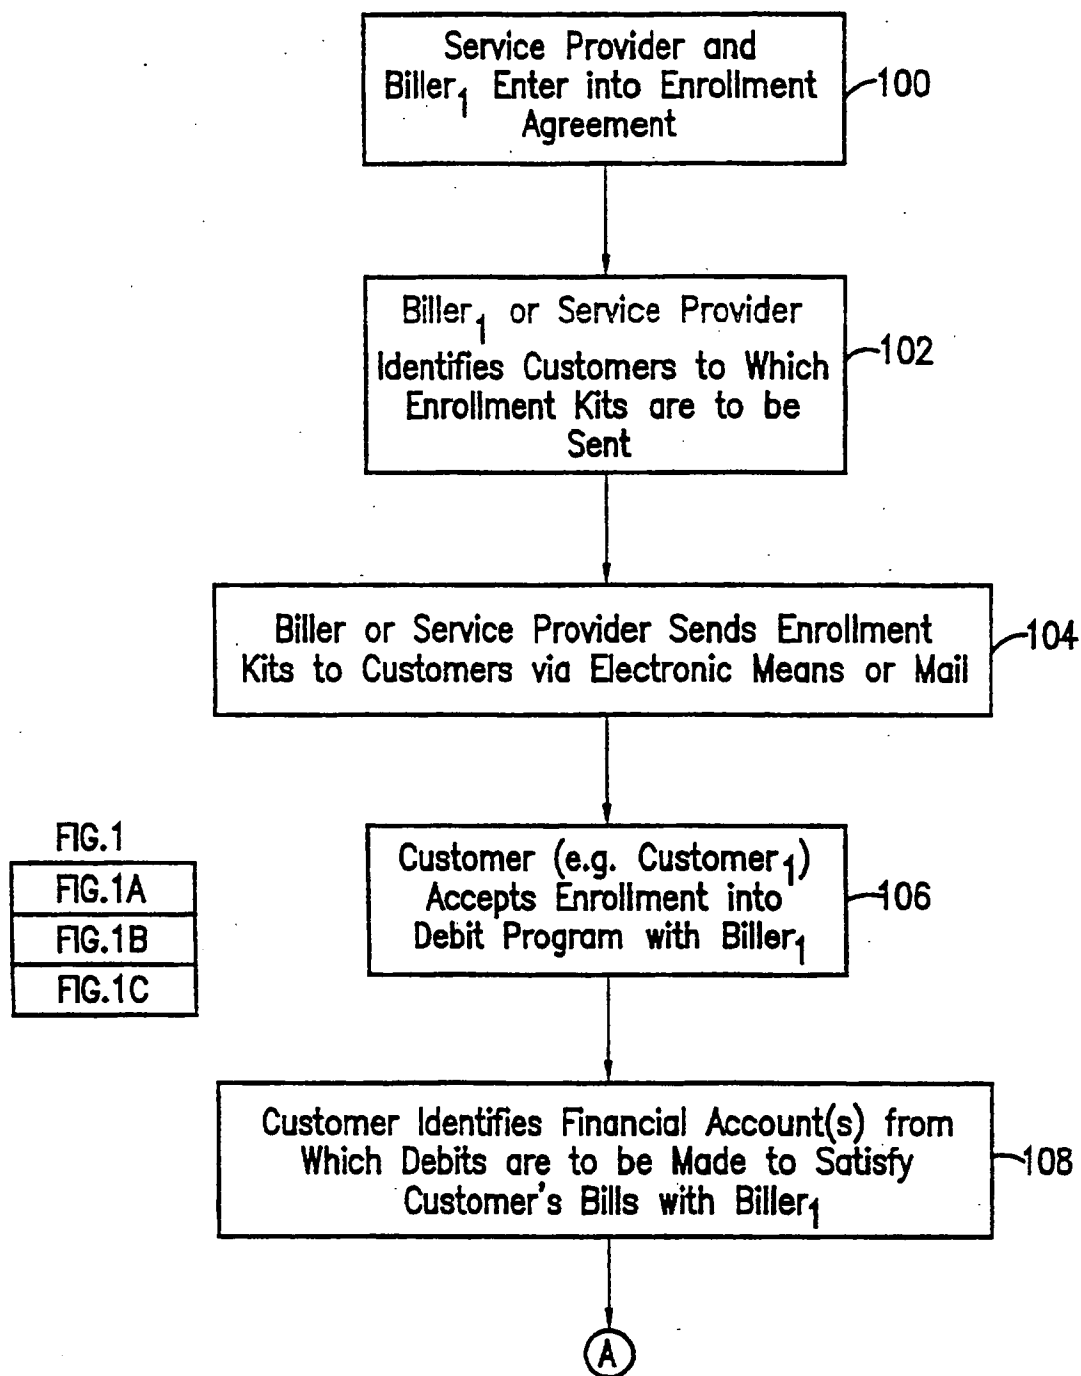 Service Provider and
Biller₁ Enter into Enrollment
Agreement
100
Biller₁ or Service Provider
Identifies Customers to Which
Enrollment Kits are to be
Sent
102
Biller or Service Provider Sends Enrollment
Kits to Customers via Electronic Means or Mail
104
Customer (e.g. Customer₁)
Accepts Enrollment into
Debit Program with Biller₁
106
FIG.1
FIG.1A
FIG.1B
FIG.1C
Customer Identifies Financial Account(s) from
Which Debits are to be Made to Satisfy
Customer's Bills with Biller₁
108
A